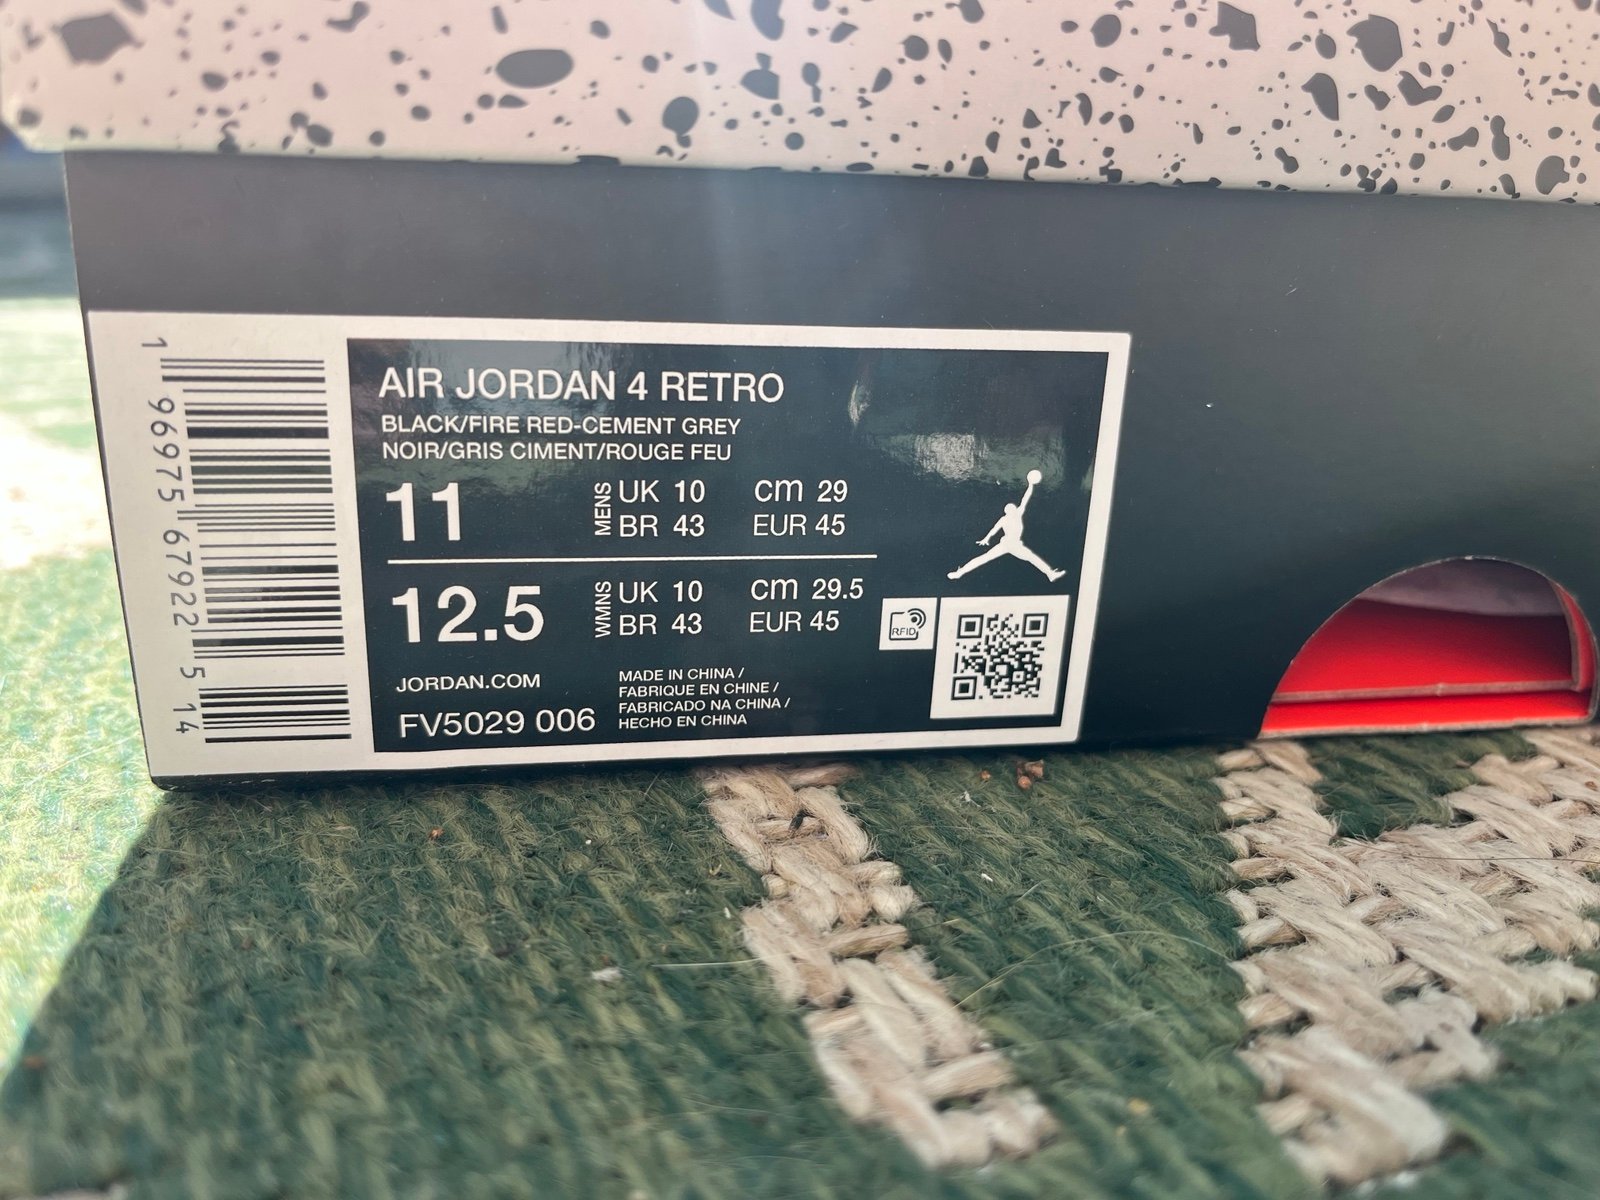 AIR JORDAN 4 RETRO
BLACK/FIRE RED-CEMENT GREY
NOIR/GRIS CIMENT/ROUGE FEU
11 MENS UK 10 cm 29
BR 43 EUR 45
12.5 WMNS UK 10 cm 29.5
BR 43 EUR 45
JORDAN.COM
FV5029 006
MADE IN CHINA /
FABRIQUE EN CHINE /
FABRICADO NA CHINA /
HECHO EN CHINA
RFID
1 96975 67922 5 14